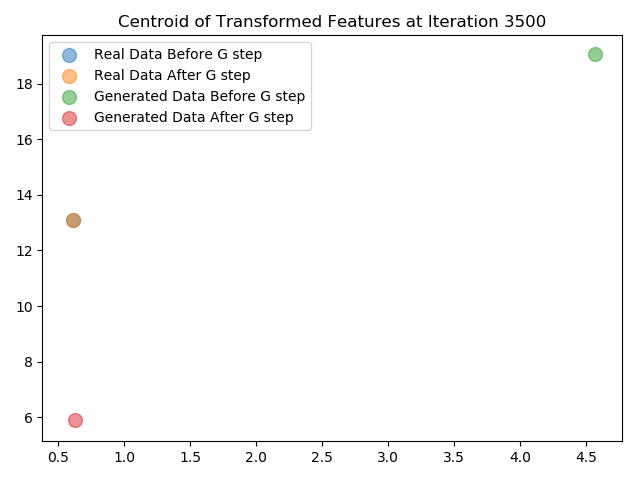 Centroid of Transformed Features at Iteration 3500
Real Data Before G step
Real Data After G step
Generated Data Before G step
Generated Data After G step
18
16
14
12
10
8
6
0.5 1.0 1.5 2.0 2.5 3.0 3.5 4.0 4.5